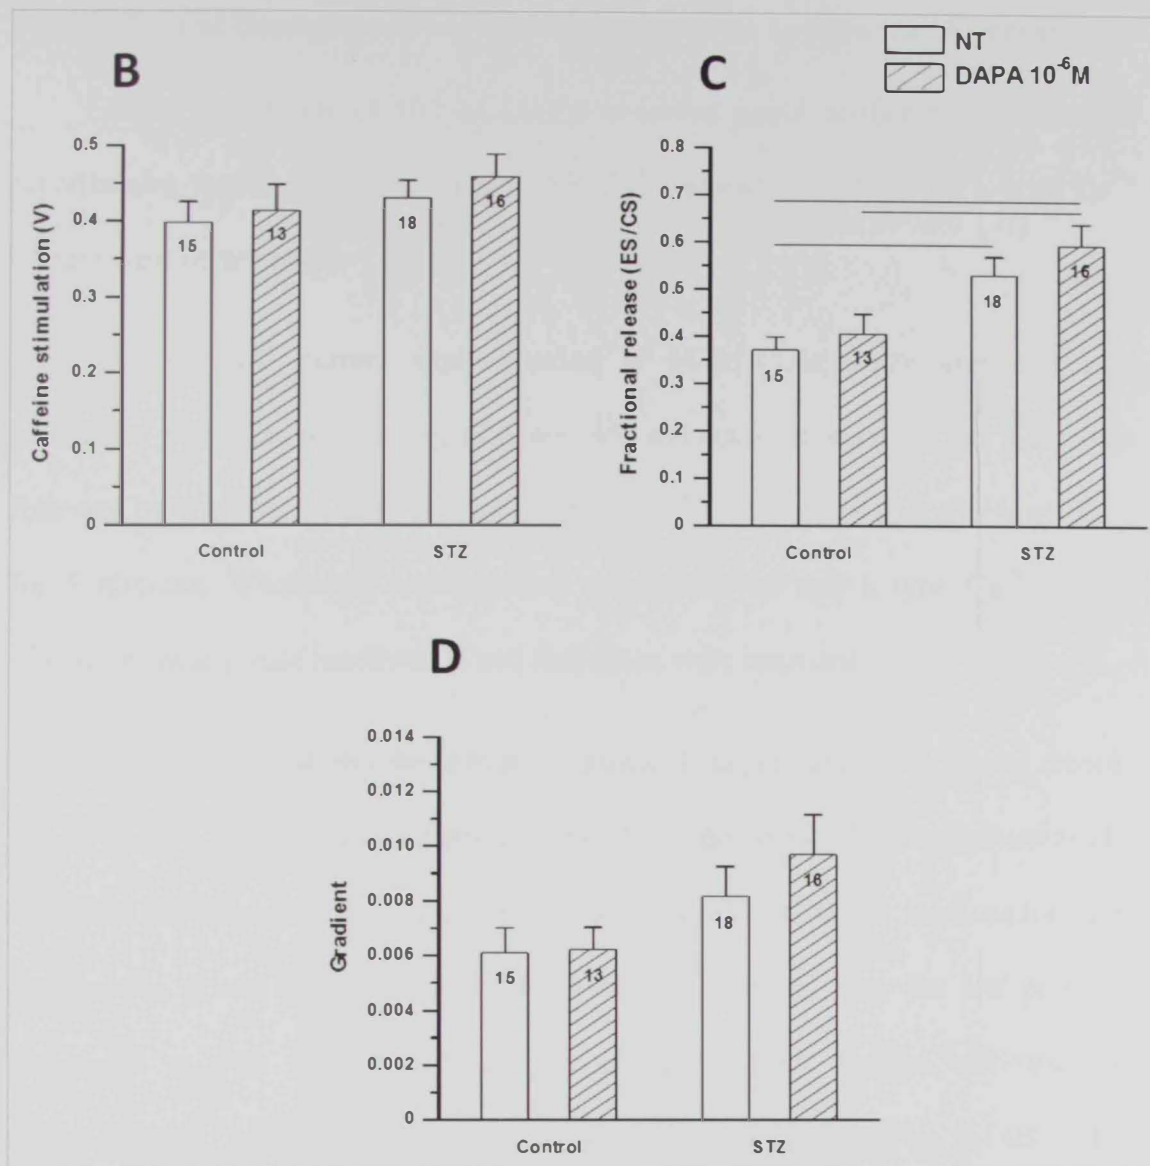 NT
DAPA 10⁻⁶M
B
Caffeine stimulation (V)
0.5
0.4
0.3
0.2
0.1
0
15
13
18
16
Control
STZ
C
Fractional release (ES/CS)
0.8
0.7
0.6
0.5
0.4
0.3
0.2
0.1
0
15
13
18
16
Control
STZ
D
Gradient
0.014
0.012
0.010
0.008
0.006
0.004
0.002
0
15
13
18
16
Control
STZ